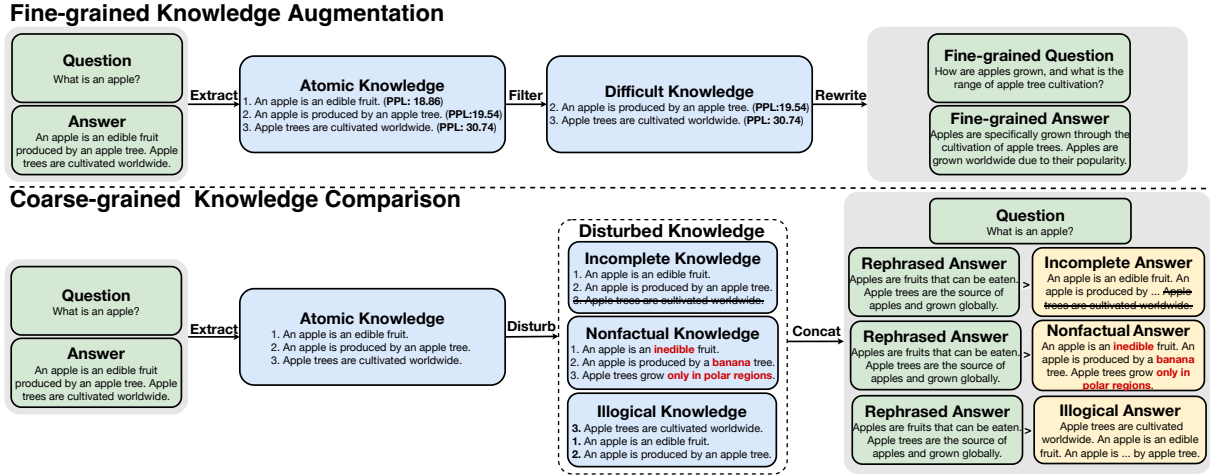 Fine-grained Knowledge Augmentation
Question
What is an apple?
Answer
An apple is an edible fruit
produced by an apple tree. Apple
trees are cultivated worldwide.
Extract
Atomic Knowledge
1. An apple is an edible fruit. (PPL: 18.86)
2. An apple is produced by an apple tree. (PPL:19.54)
3. Apple trees are cultivated worldwide. (PPL: 30.74)
Filter
Difficult Knowledge
2. An apple is produced by an apple tree. (PPL:19.54)
3. Apple trees are cultivated worldwide. (PPL: 30.74)
Rewrite
Fine-grained Question
How are apples grown, and what is the
range of apple tree cultivation?
Fine-grained Answer
Apples are specifically grown through the
cultivation of apple trees. Apples are
grown worldwide due to their popularity.
Coarse-grained Knowledge Comparison
Question
What is an apple?
Answer
An apple is an edible fruit
produced by an apple tree. Apple
trees are cultivated worldwide.
Extract
Atomic Knowledge
1. An apple is an edible fruit.
2. An apple is produced by an apple tree.
3. Apple trees are cultivated worldwide.
Disturb
Disturbed Knowledge
Incomplete Knowledge
1. An apple is an edible fruit.
2. An apple is produced by an apple tree.
3. Apple trees are cultivated worldwide.
Nonfactual Knowledge
1. An apple is an inedible fruit.
2. An apple is produced by a banana tree.
3. Apple trees grow only in polar regions.
Illogical Knowledge
3. Apple trees are cultivated worldwide.
1. An apple is an edible fruit.
2. An apple is produced by an apple tree.
Concat
Question
What is an apple?
Rephrased Answer
Apples are fruits that can be eaten.
Apple trees are the source of
apples and grown globally.
>
Incomplete Answer
An apple is an edible fruit. An
apple is produced by ... Apple
trees are cultivated worldwide.
Rephrased Answer
Apples are fruits that can be eaten.
Apple trees are the source of
apples and grown globally.
>
Nonfactual Answer
An apple is an inedible fruit. An
apple is produced by a banana
tree. Apple trees grow only in
polar regions.
Rephrased Answer
Apples are fruits that can be eaten.
Apple trees are the source of
apples and grown globally.
>
Illogical Answer
Apple trees are cultivated
worldwide. An apple is an edible
fruit. An apple is ... by apple tree.